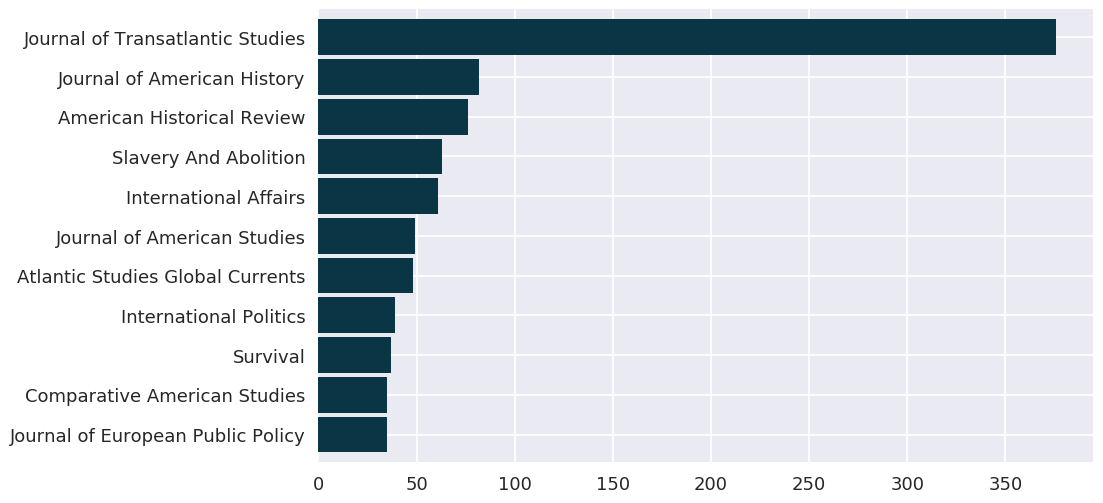 Journal of Transatlantic Studies
Journal of American History
American Historical Review
Slavery And Abolition
International Affairs
Journal of American Studies
Atlantic Studies Global Currents
International Politics
Survival
Comparative American Studies
Journal of European Public Policy
0 50 100 150 200 250 300 350